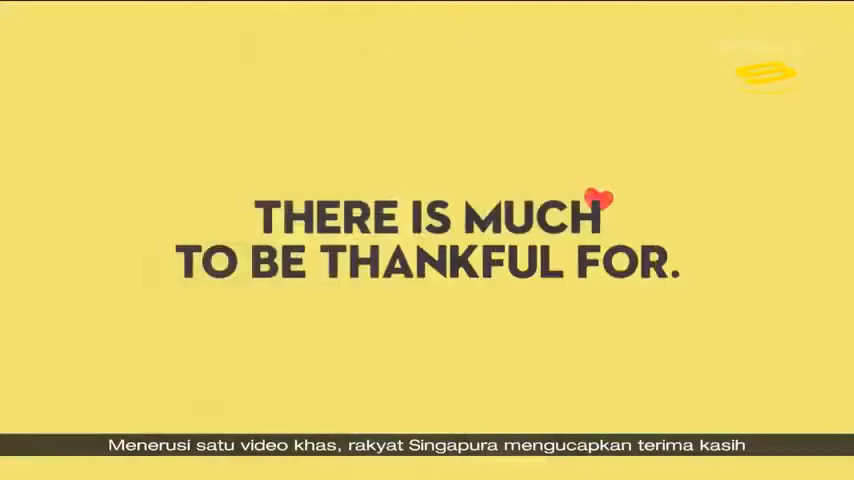 THERE IS MUCH
TO BE THANKFUL FOR.
Menerusi satu video khas, rakyat Singapura mengucapkan terima kasih